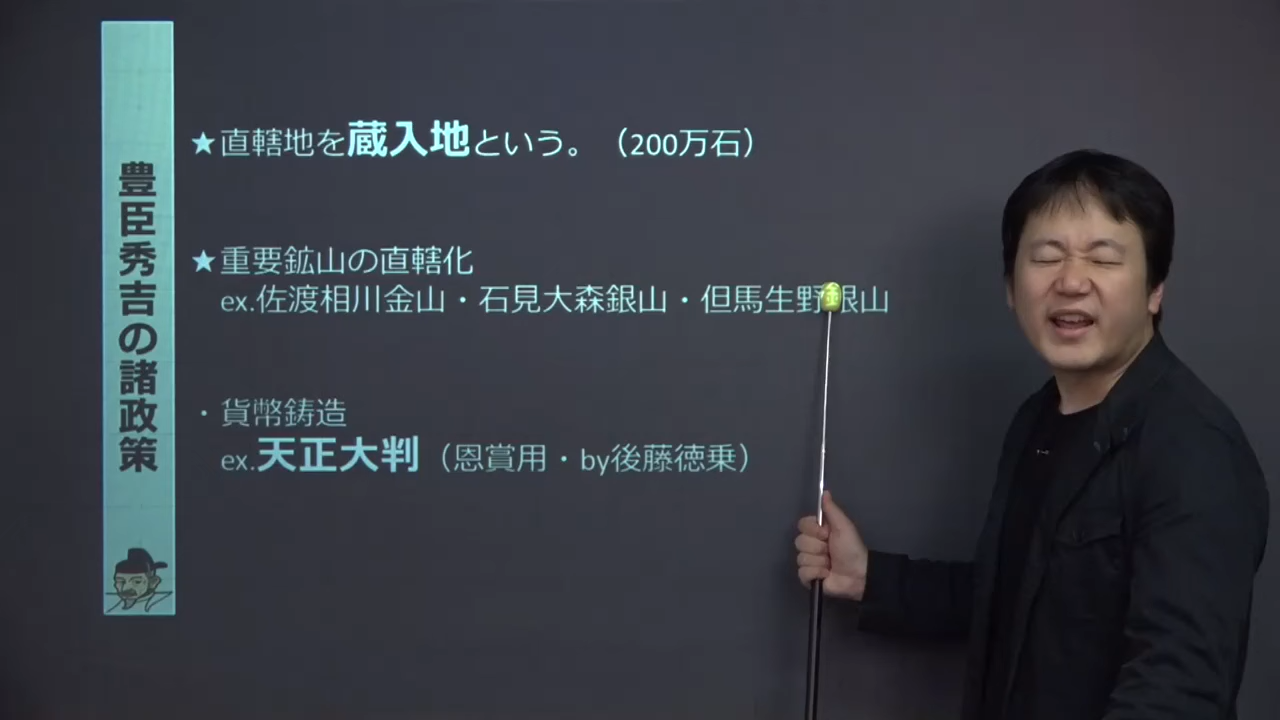 豊臣秀吉の諸政策
★直轄地を蔵入地という。（200万石）
★重要鉱山の直轄化
ex.佐渡相川金山・石見大森銀山・但馬生野銀山
・貨幣鋳造
ex.天正大判（恩賞用・by後藤徳乗）